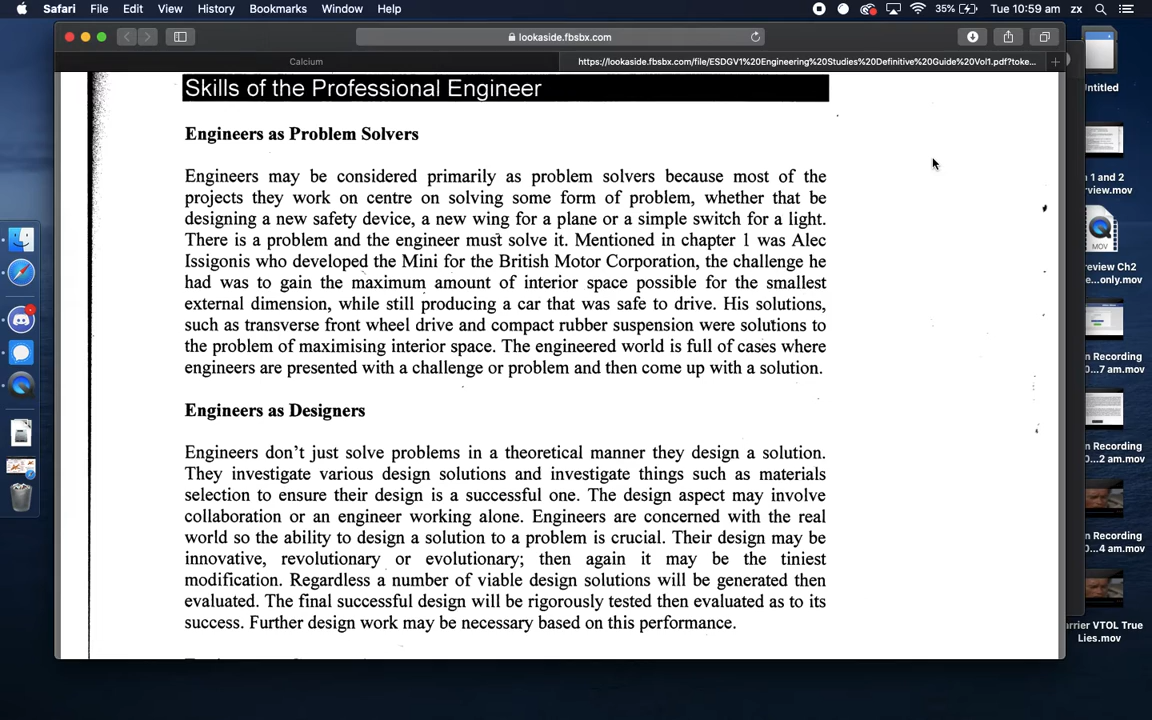 Safari File Edit View History Bookmarks Window Help 35% Tue 10:59 am zx
lookaside.fbsbx.com
Calcium
https://lookaside.fbsbx.com/file/ESDGV1%20Engineering%20Studies%20Definitive%20Guide%20Vol1.pdf?toke...
Skills of the Professional Engineer
Engineers as Problem Solvers
Engineers may be considered primarily as problem solvers because most of the
projects they work on centre on solving some form of problem, whether that be
designing a new safety device, a new wing for a plane or a simple switch for a light.
There is a problem and the engineer must solve it. Mentioned in chapter 1 was Alec
Issigonis who developed the Mini for the British Motor Corporation, the challenge he
had was to gain the maximum amount of interior space possible for the smallest
external dimension, while still producing a car that was safe to drive. His solutions,
such as transverse front wheel drive and compact rubber suspension were solutions to
the problem of maximising interior space. The engineered world is full of cases where
engineers are presented with a challenge or problem and then come up with a solution.
Engineers as Designers
Engineers don't just solve problems in a theoretical manner they design a solution.
They investigate various design solutions and investigate things such as materials
selection to ensure their design is a successful one. The design aspect may involve
collaboration or an engineer working alone. Engineers are concerned with the real
world so the ability to design a solution to a problem is crucial. Their design may be
innovative, revolutionary or evolutionary; then again it may be the tiniest
modification. Regardless a number of viable design solutions will be generated then
evaluated. The final successful design will be rigorously tested then evaluated as to its
success. Further design work may be necessary based on this performance.
ntitled
n 1 and 2
rview.mov
MOV
review Ch2
e...only.mov
n Recording
0...7 am.mov
n Recording
0...2 am.mov
n Recording
0...4 am.mov
arrier VTOL True
Lies.mov